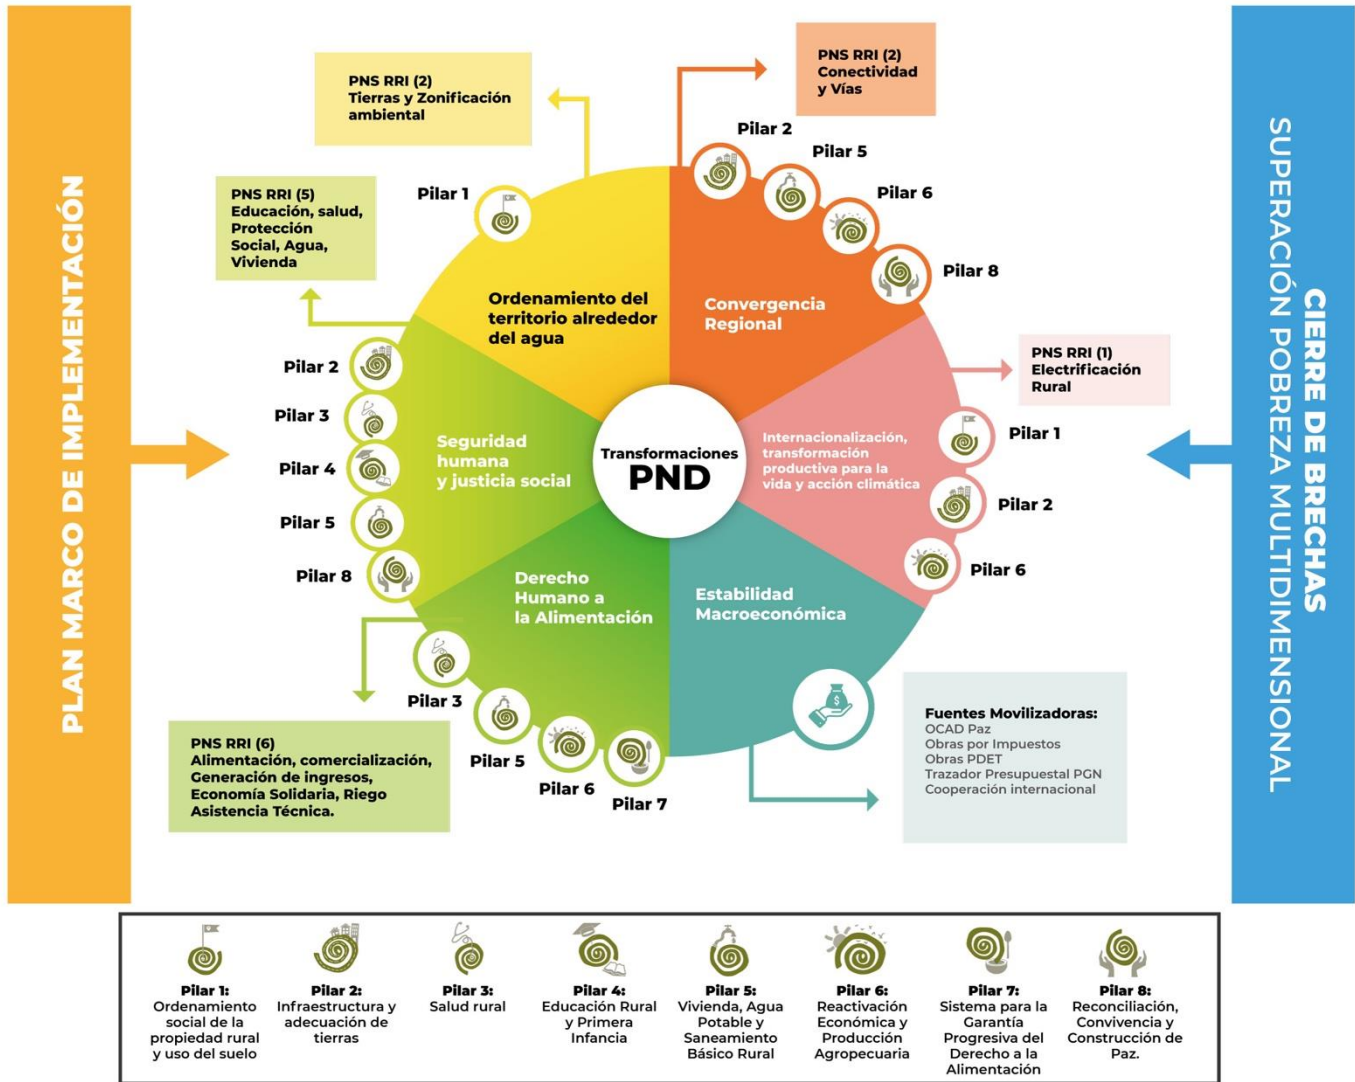 PLAN MARCO DE IMPLEMENTACIÓN
PNS RRI (2)
Tierras y Zonificación
ambiental
PNS RRI (2)
Conectividad
y Vías
PNS RRI (5)
Educación, salud,
Protección
Social, Agua,
Vivienda
Pilar 1
Pilar 2
Pilar 5
Pilar 6
Pilar 8
Ordenamiento del
territorio alrededor
del agua
Convergencia
Regional
PNS RRI (1)
Electrificación
Rural
Pilar 2
Pilar 3
Pilar 4
Pilar 5
Pilar 8
Seguridad
humana
y justicia social
Transformaciones
PND
Internacionalización,
transformación
productiva para la
vida y acción climática
Pilar 1
Pilar 2
Pilar 6
Derecho
Humano a
la Alimentación
Estabilidad
Macroeconómica
Pilar 3
Pilar 5
Pilar 6
Pilar 7
$
PNS RRI (6)
Alimentación, comercialización,
Generación de ingresos,
Economía Solidaria, Riego
Asistencia Técnica.
Fuentes Movilizadoras:
OCAD Paz
Obras por Impuestos
Obras PDET
Trazador Presupuestal PGN
Cooperación internacional
CIERRE DE BRECHAS
SUPERACIÓN POBREZA MULTIDIMENSIONAL
Pilar 1:
Ordenamiento
social de la
propiedad rural
y uso del suelo
Pilar 2:
Infraestructura y
adecuación de
tierras
Pilar 3:
Salud rural
Pilar 4:
Educación Rural
y Primera
Infancia
Pilar 5:
Vivienda, Agua
Potable y
Saneamiento
Básico Rural
Pilar 6:
Reactivación
Económica y
Producción
Agropecuaria
Pilar 7:
Sistema para la
Garantía
Progresiva del
Derecho a la
Alimentación
Pilar 8:
Reconciliación,
Convivencia y
Construcción de
Paz.